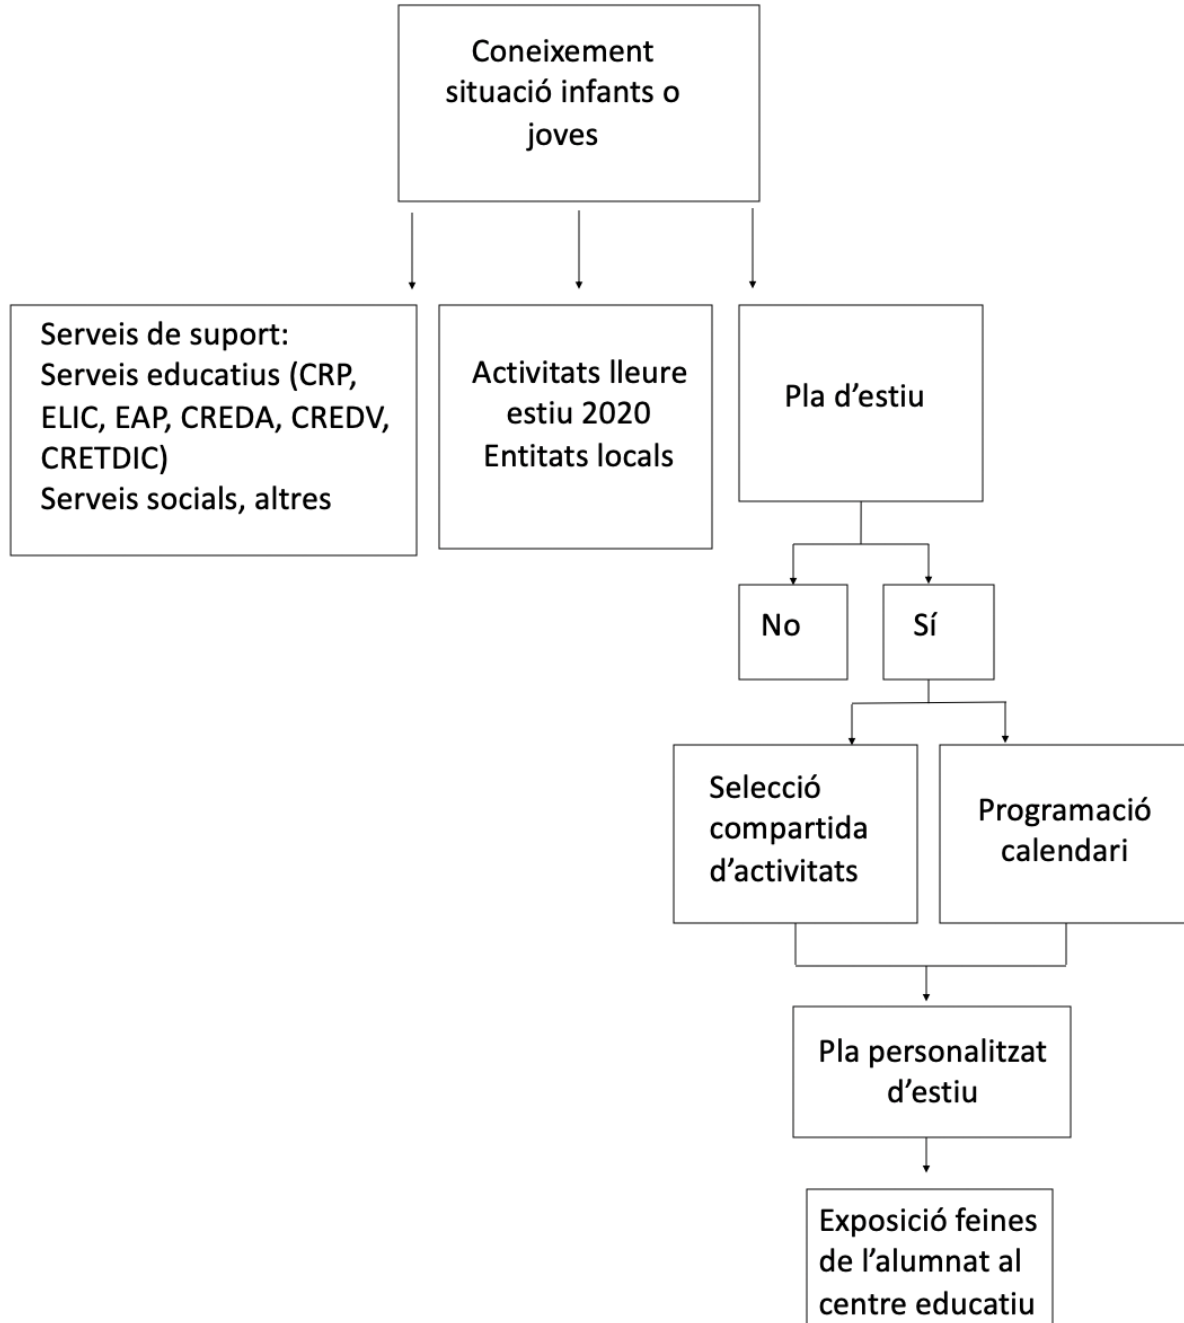 Coneixement
situació infants o
joves
Serveis de suport:
Serveis educatius (CRP,
ELIC, EAP, CREDA, CREDV,
CRETDIC)
Serveis socials, altres
Activitats lleure
estiu 2020
Entitats locals
Pla d’estiu
No
Sí
Selecció
compartida
d’activitats
Programació
calendari
Pla personalitzat
d’estiu
Exposició feines
de l’alumnat al
centre educatiu